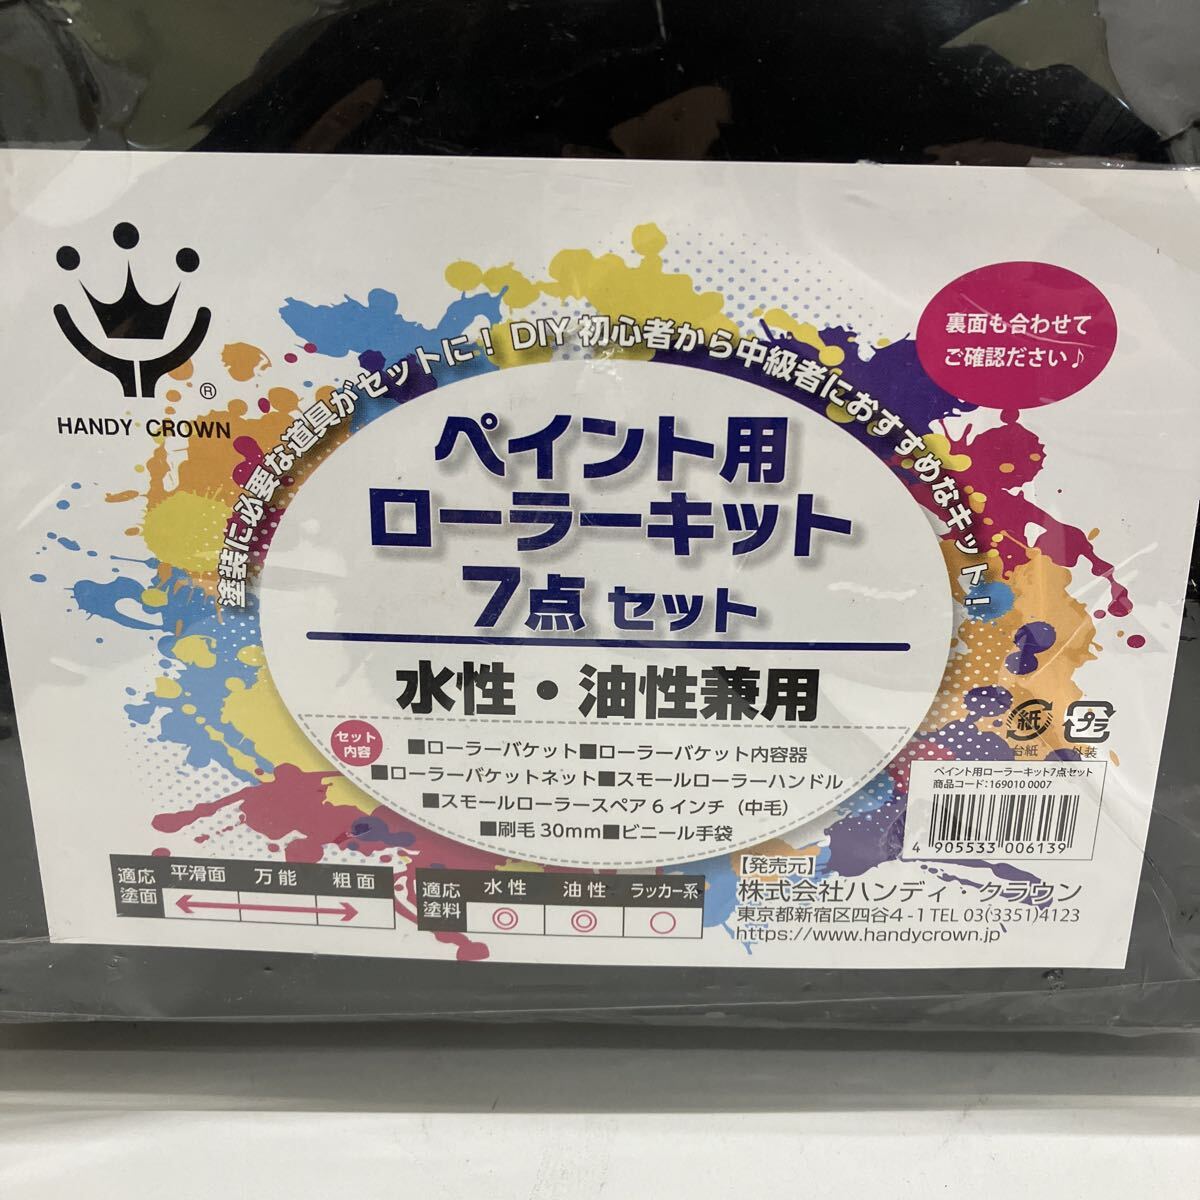 HANDY CROWN
®
塗装に必要な道具がセットに！DIY 初心者から中級者におすすめなキット！
裏面も合わせて
ご確認ださい♪
ペイント用
ローラーキット
7点 セット
水性・油性兼用
セット
内容
■ローラーバケット■ローラーバケット内容器
■ローラーバケットネット■スモールローラーハンドル
■スモールローラースペア 6 インチ（中毛）
■刷毛 30mm■ビニール手袋
紙
台紙
プラ
外装
ペイント用ローラーキット7点セット
商品コード：169010 0007
4 905533 006139
適応
塗面
平滑面 万能 粗面
適応
塗料
水性 油性 ラッカー系
◎ ◎ ○
【発売元】
株式会社ハンディ・クラウン
東京都新宿区四谷4-1 TEL 03(3351)4123
https://www.handycrown.jp